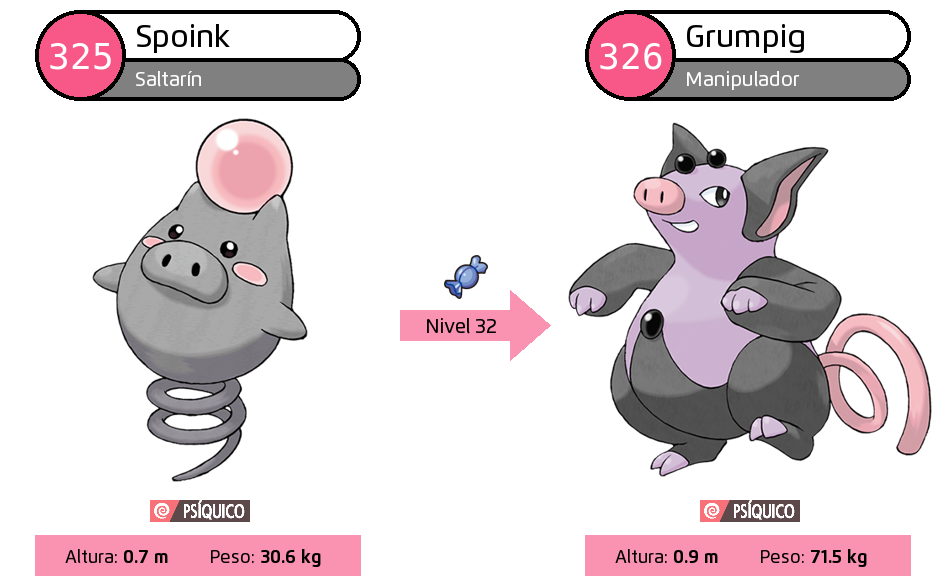 325
Spoink
Saltarín
326
Grumpig
Manipulador
Nivel 32
PSÍQUICO
PSÍQUICO
Altura: 0.7 m Peso: 30.6 kg
Altura: 0.9 m Peso: 71.5 kg